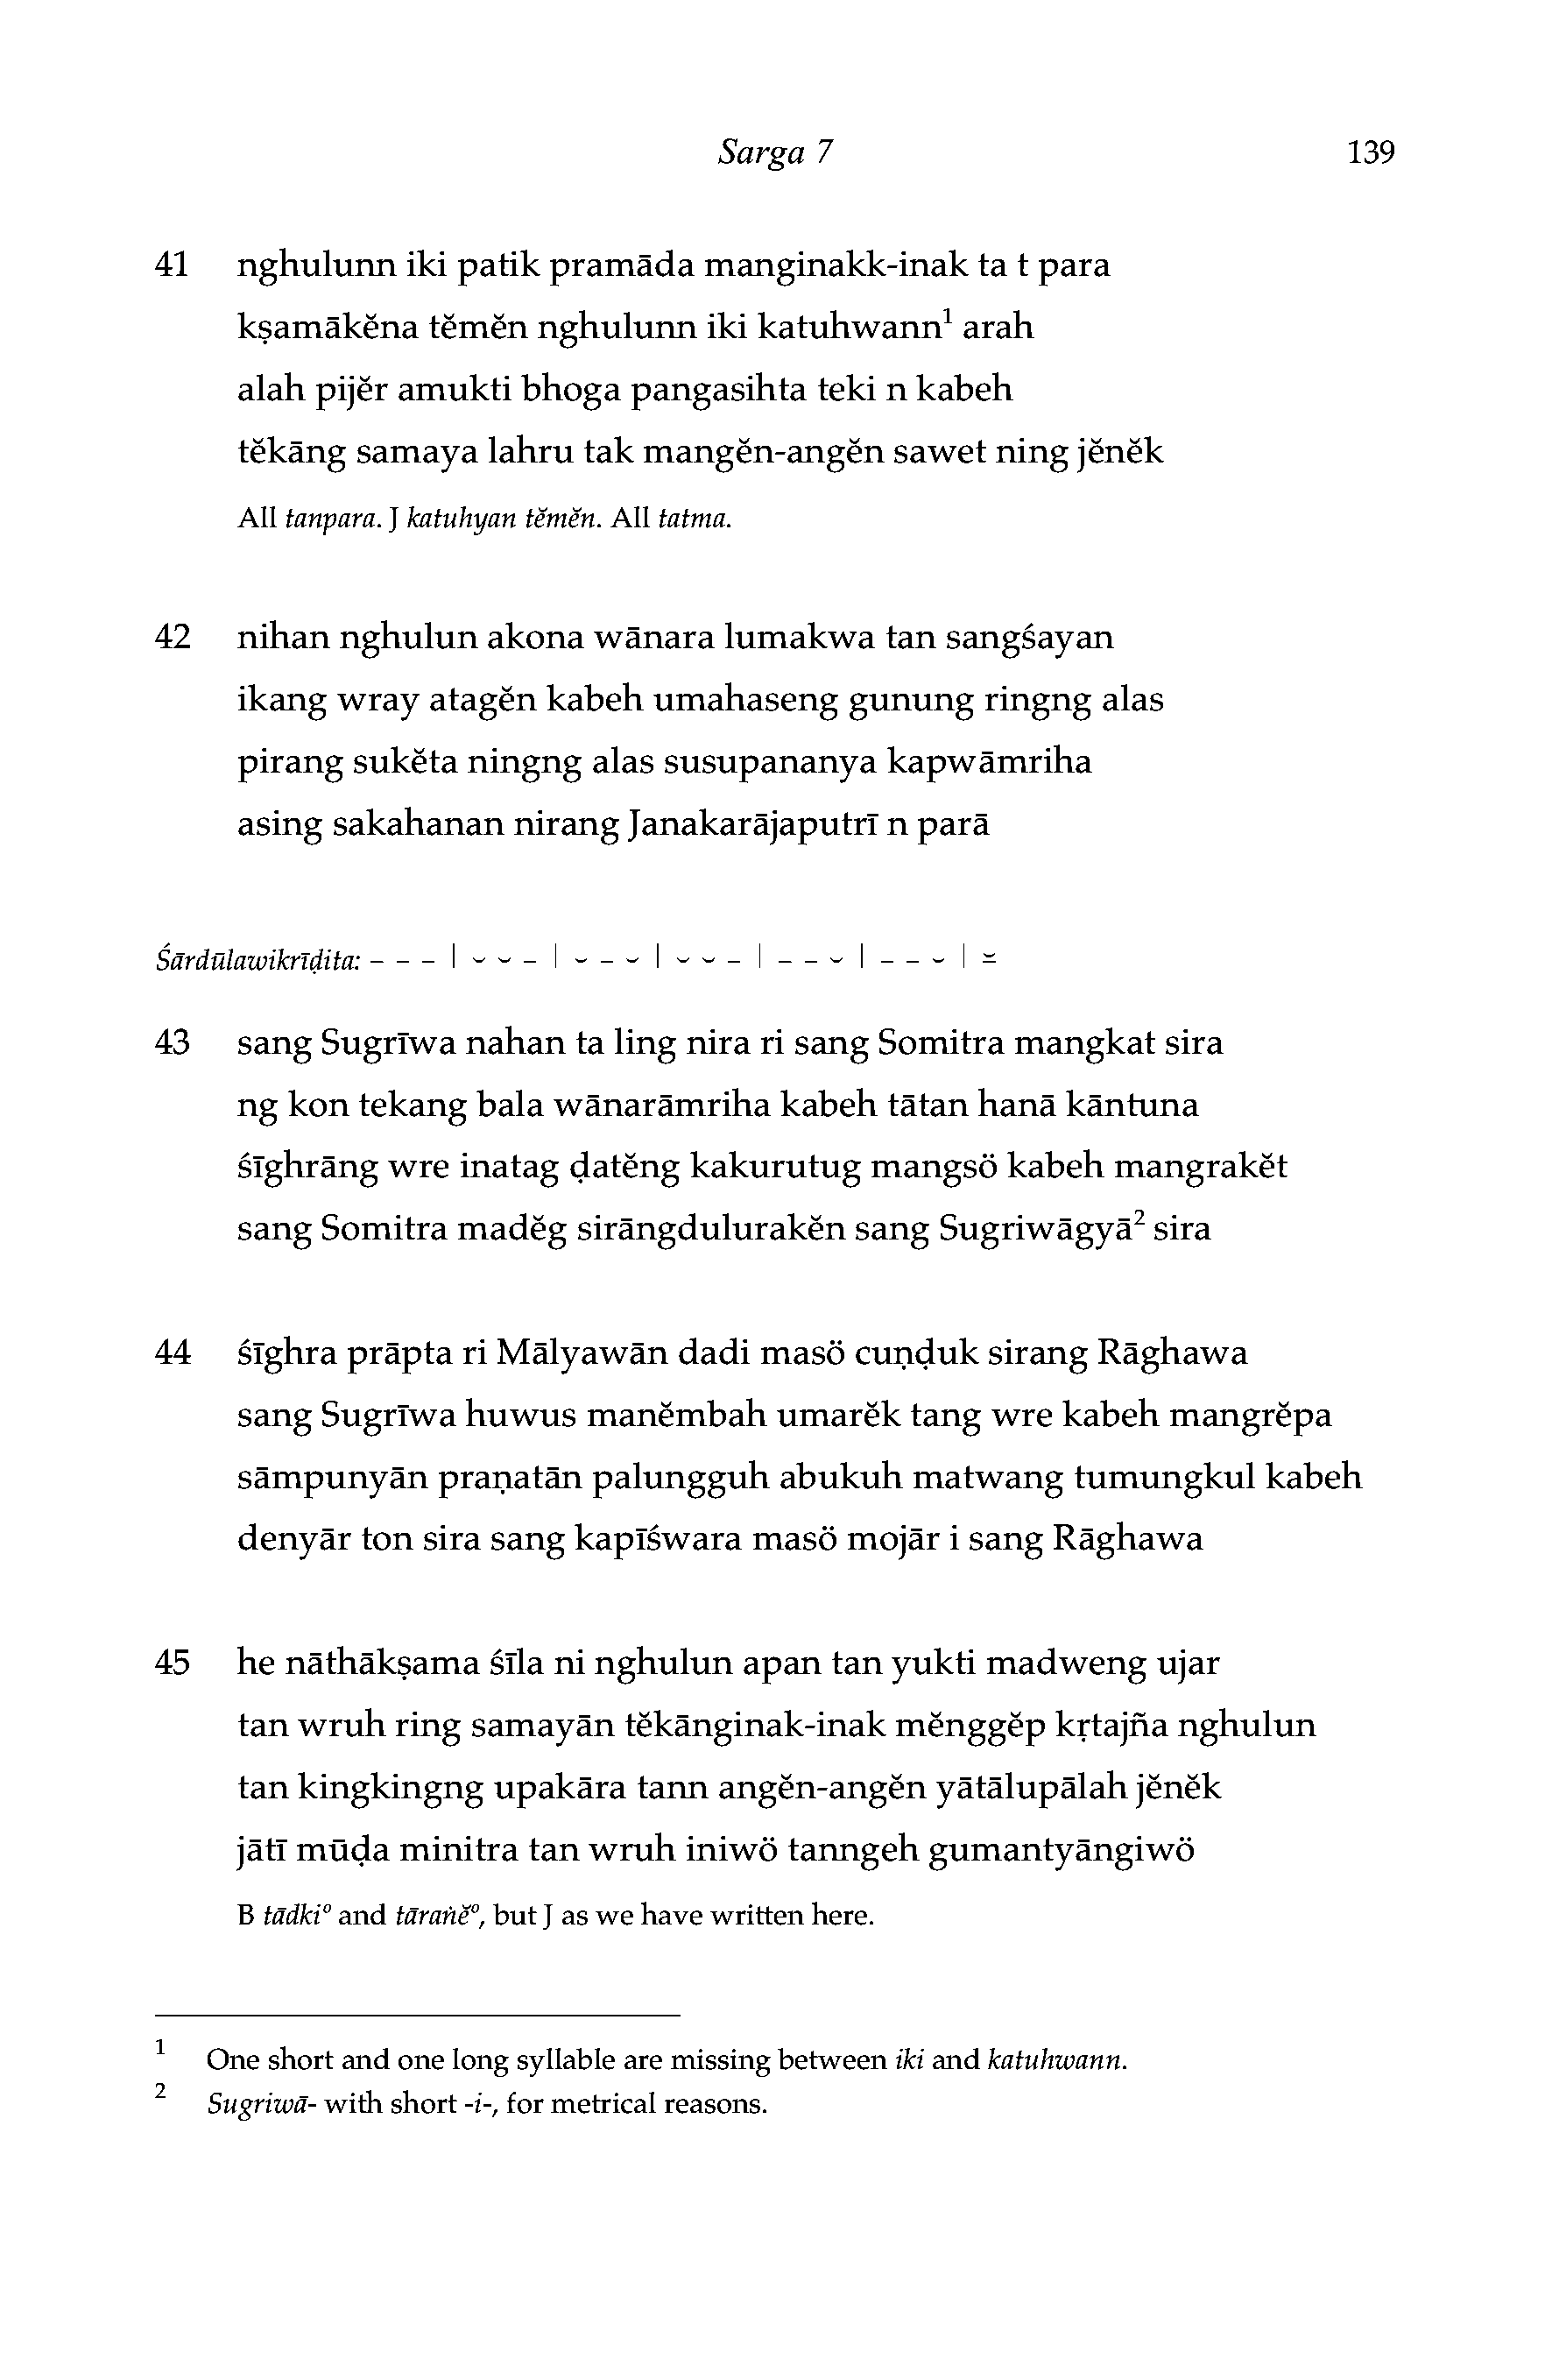 Sarga 7 139
41 nghulunn iki patik pramāda manginakk-inak ta t para
kṣamākĕna tĕmĕn nghulunn iki katuhwann¹ arah
alah pijĕr amukti bhoga pangasihta teki n kabeh
tĕkāng samaya lahru tak mangĕn-angĕn sawet ning jĕnĕk
All tanpara. J katuhyan tĕmĕn. All tatma.
42 nihan nghulun akona wānara lumakwa tan sangśayan
ikang wray atagĕn kabeh umahaseng gunung ringng alas
pirang sukĕta ningng alas susupananya kapwāmriha
asing sakahanan nirang Janakarājaputrī n parā
Śārdūlawikrīḍita: – – – | ⏑ ⏑ – | ⏑ – ⏑ | ⏑ ⏑ – | – – ⏑ | – – ⏑ | ⏓
43 sang Sugrīwa nahan ta ling nira ri sang Somitra mangkat sira
ng kon tekang bala wānarāmriha kabeh tātan hanā kāntuna
śīghrāng wre inatag ḍatĕng kakurutug mangsö kabeh mangrakĕt
sang Somitra madĕg sirāngdulurakĕn sang Sugriwāgyā² sira
44 śīghra prāpta ri Mālyawān dadi masö cuṇḍuk sirang Rāghawa
sang Sugrīwa huwus manĕmbah umarĕk tang wre kabeh mangrĕpa
sāmpunyān praṇatān palungguh abukuh matwang tumungkul kabeh
denyār ton sira sang kapīśwara masö mojār i sang Rāghawa
45 he nāthākṣama śīla ni nghulun apan tan yukti madweng ujar
tan wruh ring samayān tĕkānginak-inak mĕnggĕp kṛtajña nghulun
tan kingkingng upakāra tann angĕn-angĕn yātālupālah jĕnĕk
jātī mūḍa minitra tan wruh iniwö tanngeh gumantyāngiwö
B tādki° and tāraṅĕ°, but J as we have written here.
1 One short and one long syllable are missing between iki and katuhwann.
2 Sugriwā- with short -i-, for metrical reasons.